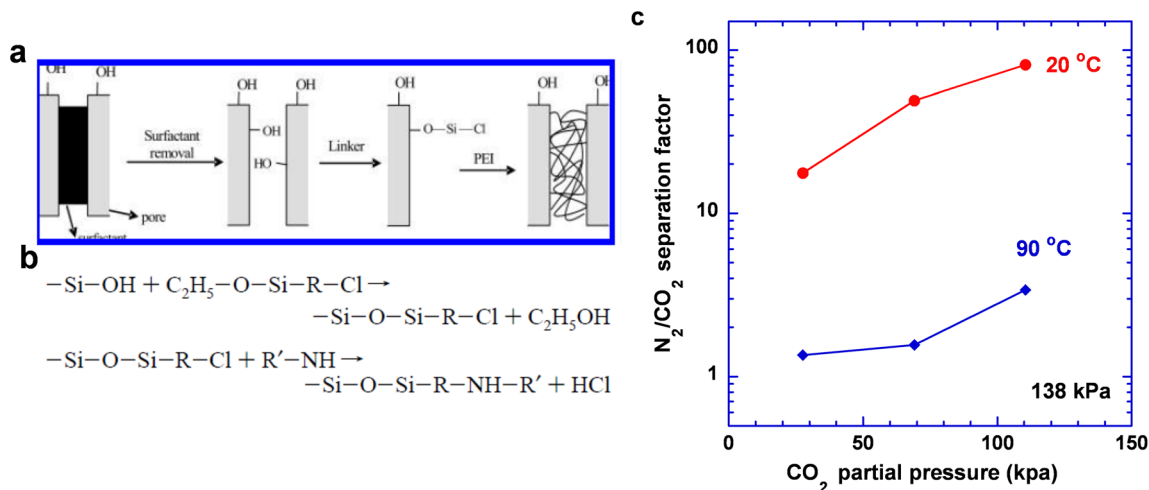 a
OH OH
Surfactant
removal
pore
surfactant
OH
OH
HO
Linker
OH
O—Si—Cl
PEI
OH OH
b
−Si−OH + C₂H₅−O−Si−R−Cl →
−Si−O−Si−R−Cl + C₂H₅OH
−Si−O−Si−R−Cl + R′−NH →
−Si−O−Si−R−NH−R′ + HCl
c
N₂/CO₂ separation factor
100
10
1
20 °C
90 °C
138 kPa
0 50 100 150
CO₂ partial pressure (kpa)